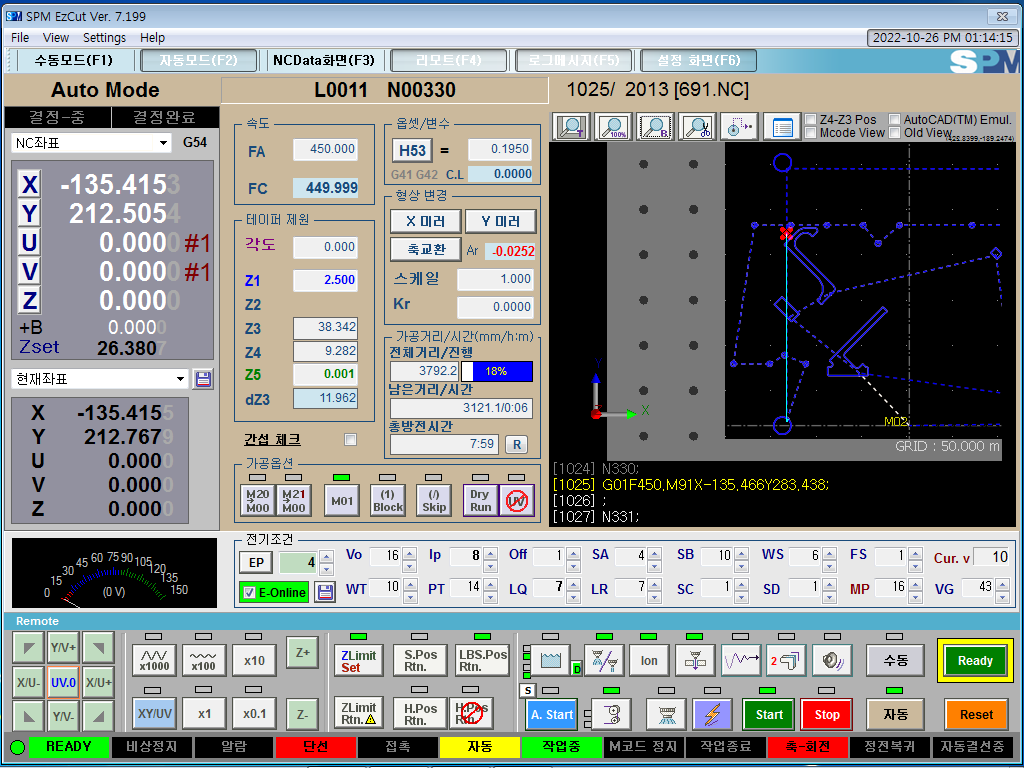 SPM EzCut Ver. 7.199
File View Settings Help
2022-10-26 PM 01:14:15
수동모드(F1) 자동모드(F2) NCData화면(F3) 리모트(F4) 로그메시지(F5) 설정 화면(F6) SPM
Auto Mode L0011 N00330 1025/ 2013 [691.NC]
결정-중 결정완료
NC좌표 G54
X -135.4153
Y 212.5054
U 0.0000 #1
V 0.0000 #1
Z 0.0000
+B 0.0000
Zset 26.3807
현재좌표
X -135.4155
Y 212.7679
U 0.0000
V 0.0000
Z 0.0000
속도
FA 450.000
FC 449.999
테이퍼 제원
각도 0.000
Z1 2.500
Z2
Z3 38.342
Z4 9.282
Z5 0.001
dZ3 11.962
간섭 체크
옵셋/변수
H53 = 0.1950
G41 G42 C.L 0.0000
형상 변경
X 미러 Y 미러
축교환 Ar -0.0252
스케일 1.000
Kr 0.0000
가공거리/시간(mm/h:m)
전체거리/진행
3792.2 18%
남은거리/시간
3121.1/0:06
총방전시간
7:59 R
가공옵션
M20 M00 M21 M00 M01 (1) Block (/) Skip Dry Run UV
T 100% B
Z4-Z3 Pos AutoCAD(TM) Emul.
Mcode View Old View
Y X
M02
GRID : 50.000 m
[1024] N330;
[1025] G01F450,M91X-135,466Y283,438;
[1026] ;
[1027] N331;
0 15 30 45 60 75 90 105 120 135 150
(0 V)
전기조건
EP 4 Vo 16 Ip 8 Off 1 SA 4 SB 10 WS 6 FS 1 Cur. v 10
E-Online WT 10 PT 14 LQ 7 LR 7 SC 1 SD 1 MP 16 VG 43
Remote
Y/V+
X/U- UV.0 X/U+
Y/V-
x1000 x100 x10 Z+
XY/UV x1 x0.1 Z-
ZLimit Set S.Pos Rtn. LBS.Pos Rtn. D Ion 2 수동 Ready
ZLimit Rtn. H.Pos Rtn. H.Pos Rtn. S A. Start Start Stop 자동 Reset
READY 비상정지 알람 단선 접촉 자동 작업중 M코드 정지 작업종료 축-회전 정전복귀 자동결선중